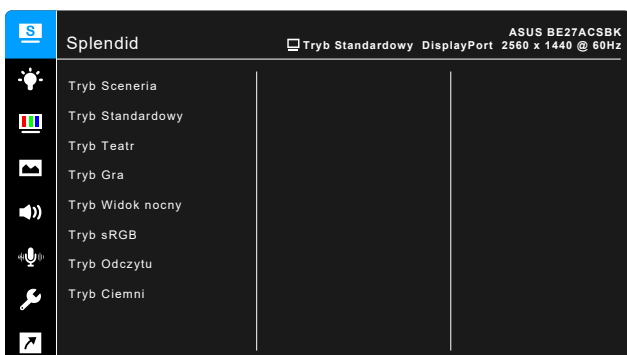 S
Splendid
Tryb Standardowy DisplayPort
ASUS BE27ACSBK
2560 x 1440 @ 60Hz
Tryb Sceneria
Tryb Standardowy
Tryb Teatr
Tryb Gra
Tryb Widok nocny
Tryb sRGB
Tryb Odczytu
Tryb Ciemni